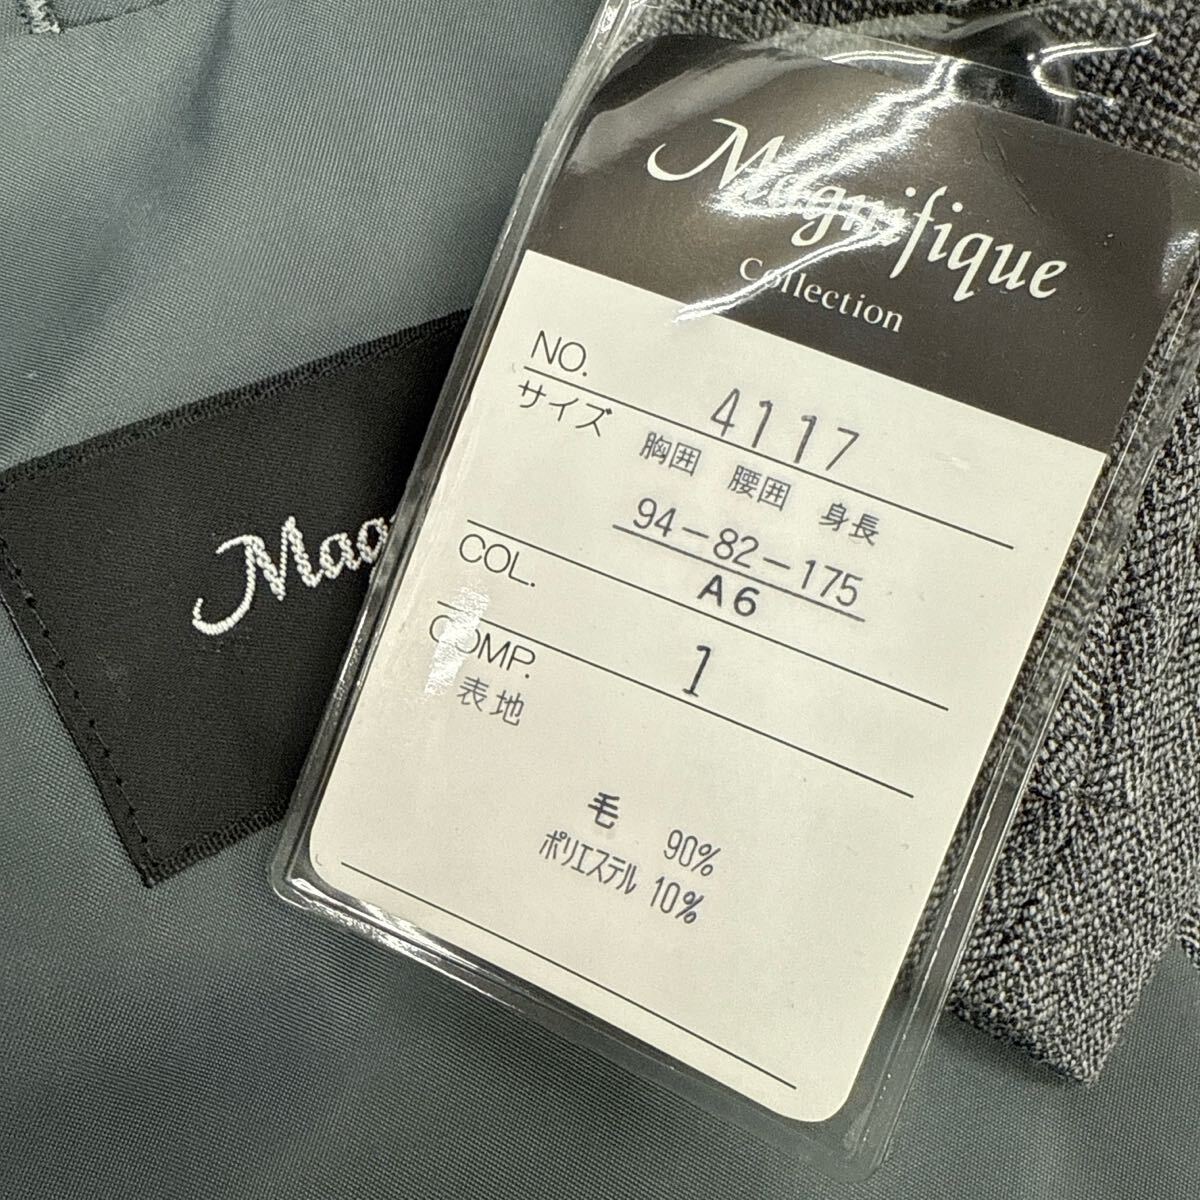 Magnifique
Collection
NO. 4117
サイズ 胸囲 腰囲 身長
94-82-175
A6
COL. 1
COMP.
表地
毛 90%
ポリエステル 10%